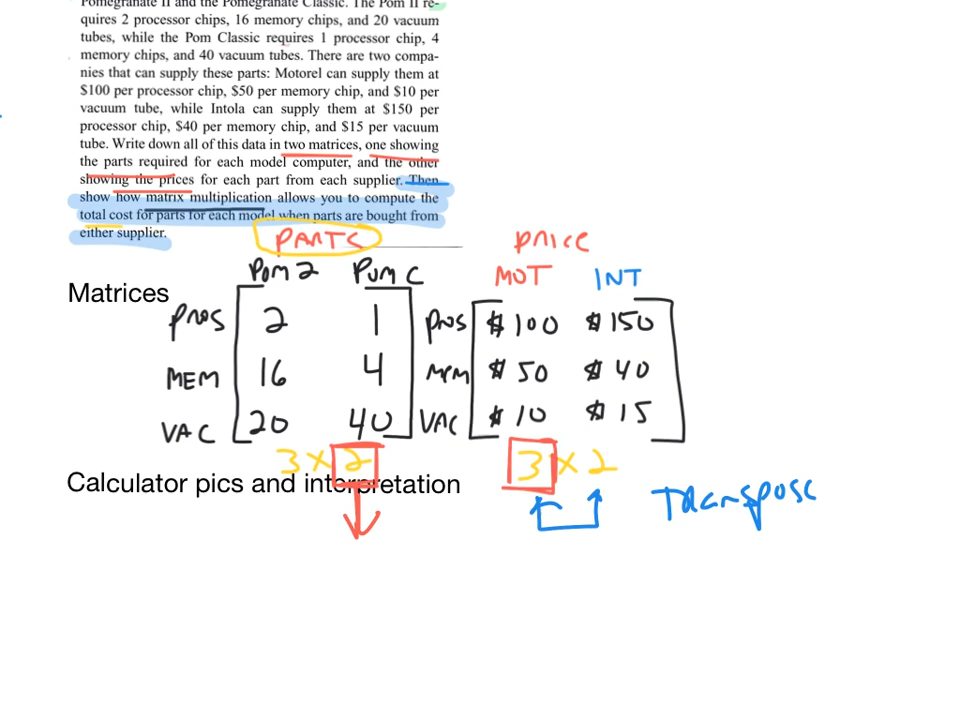 Pomegranate II and the Pomegranate Classic. The Pom II re-
quires 2 processor chips, 16 memory chips, and 20 vacuum
tubes, while the Pom Classic requires 1 processor chip, 4
memory chips, and 40 vacuum tubes. There are two compa-
nies that can supply these parts: Motorel can supply them at
$100 per processor chip, $50 per memory chip, and $10 per
vacuum tube, while Intola can supply them at $150 per
processor chip, $40 per memory chip, and $15 per vacuum
tube. Write down all of this data in two matrices, one showing
the parts required for each model computer, and the other
showing the prices for each part from each supplier. Then
show how matrix multiplication allows you to compute the
total cost for parts for each model when parts are bought from
either supplier.
PARTS price
Pom 2 Pom C MOT INT
Matrices
pros 2 1 pros $100 $150
MEM 16 4 mem $50 $40
VAC 20 40 VAC $10 $15
3 x 2 3 x 2
Calculator pics and interpretation
Transpose